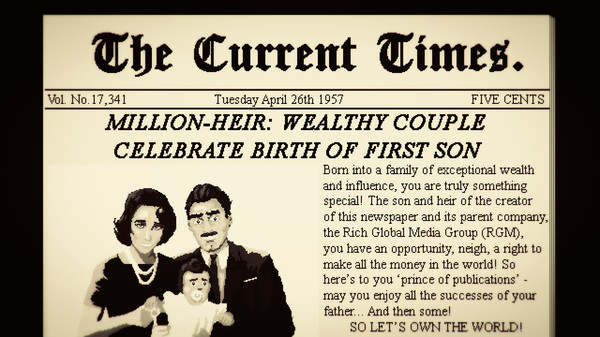 The Current Times.
Vol. No.17,341 Tuesday April 26th 1957 FIVE CENTS
MILLION-HEIR: WEALTHY COUPLE
CELEBRATE BIRTH OF FIRST SON
Born into a family of exceptional wealth
and influence, you are truly something
special! The son and heir of the creator
of this newspaper and its parent company,
the Rich Global Media Group (RGM),
you have an opportunity, neigh, a right to
make all the money in the world! So
here's to you 'prince of publications' -
may you enjoy all the successes of your
father... And then some!
SO LET'S OWN THE WORLD!